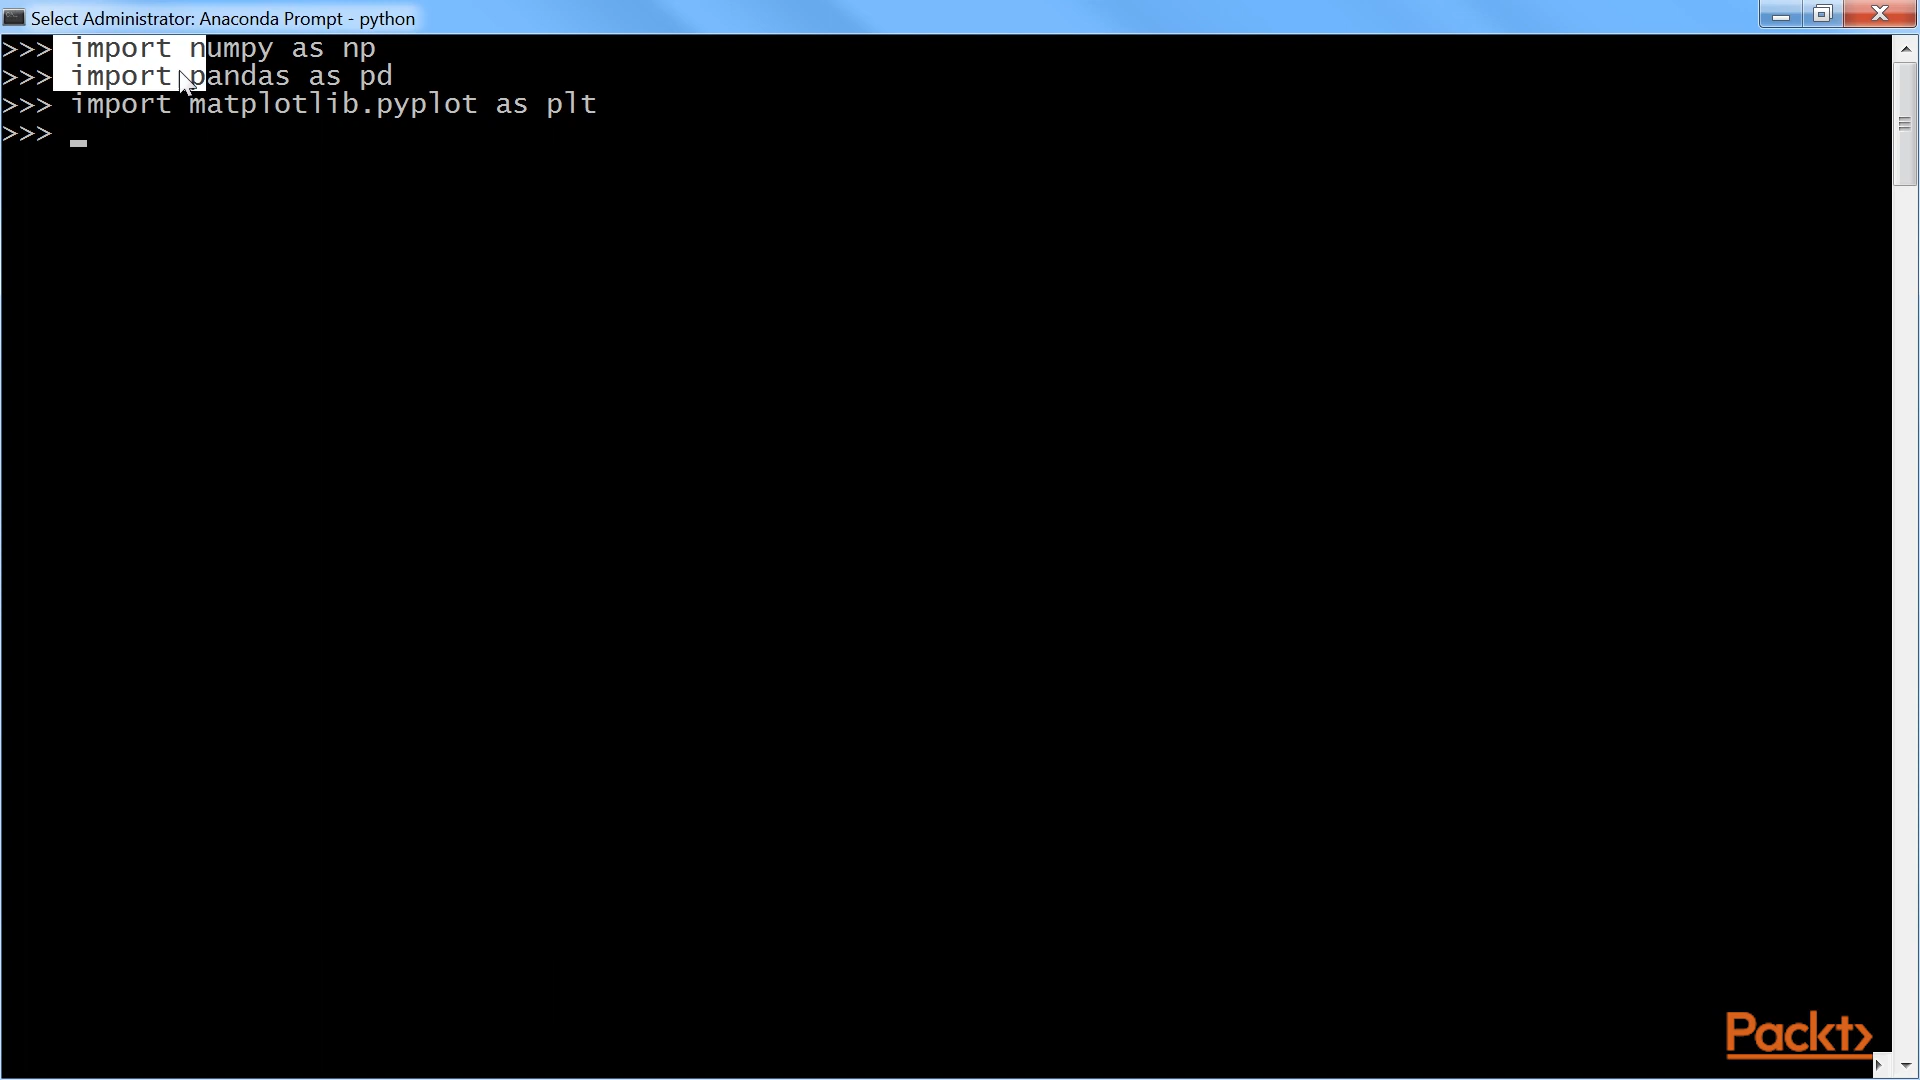 Select Administrator: Anaconda Prompt - python
>>> import numpy as np
>>> import pandas as pd
>>> import matplotlib.pyplot as plt
>>>
Packt>